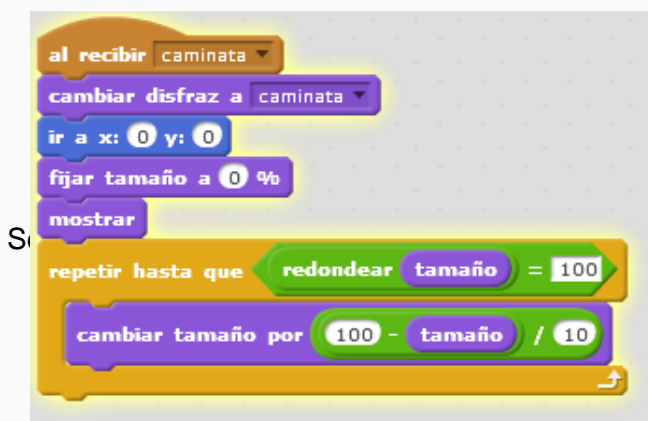 al recibir caminata
cambiar disfraz a caminata
ir a x: 0 y: 0
fijar tamaño a 0 %
mostrar
repetir hasta que redondear tamaño = 100
cambiar tamaño por 100 - tamaño / 10